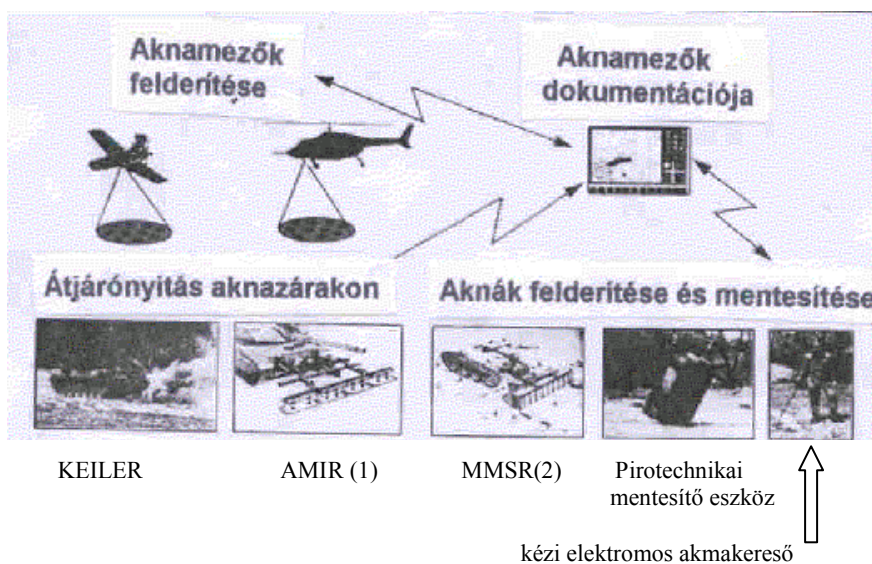 Aknamezők
felderítése
Aknamezők
dokumentációja
Átjárónyitás aknazárakon
Aknák felderítése és mentesítése
KEILER
AMIR (1)
MMSR(2)
Pirotechnikai
mentesítő eszköz
kézi elektromos akmakereső